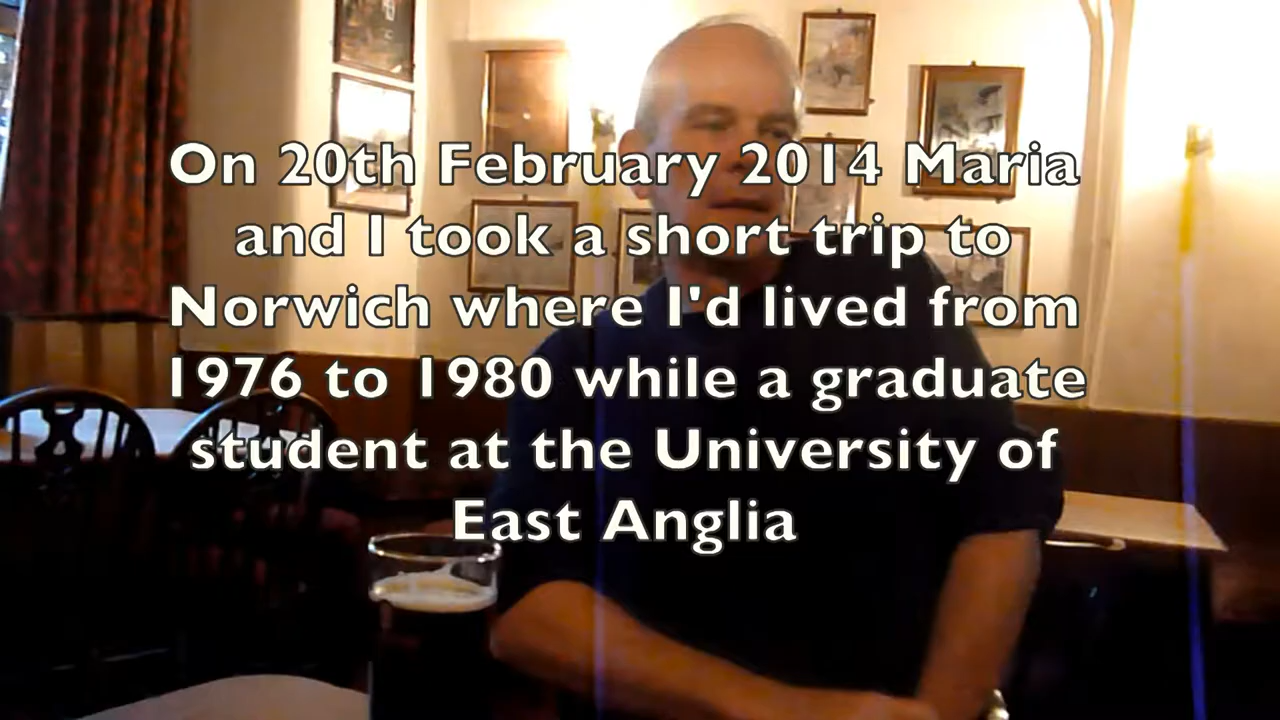 On 20th February 2014 Maria
and I took a short trip to
Norwich where I'd lived from
1976 to 1980 while a graduate
student at the University of
East Anglia